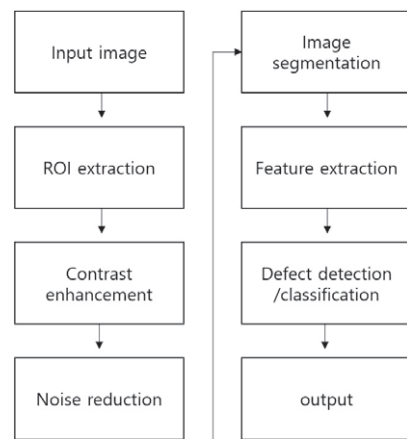 Input image
ROI extraction
Contrast
enhancement
Noise reduction
Image
segmentation
Feature extraction
Defect detection
/classification
output